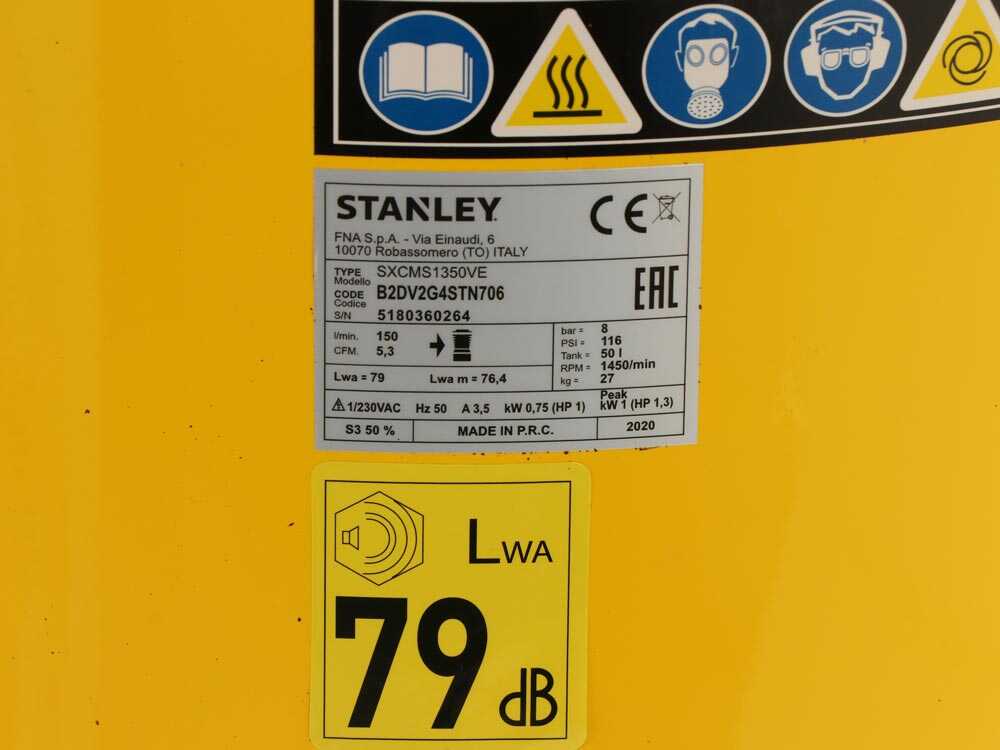 STANLEY
CE
FNA S.p.A. - Via Einaudi, 6
10070 Robassomero (TO) ITALY
TYPE SXCMS1350VE
Modello
CODE B2DV2G4STN706
Codice
S/N 5180360264
EAC
l/min. 150
CFM. 5,3
bar = 8
PSI = 116
Tank = 50 l
RPM = 1450/min
kg = 27
Lwa = 79 Lwa m = 76,4
1/230VAC Hz 50 A 3,5 kW 0,75 (HP 1) Peak kW 1 (HP 1,3)
S3 50 % MADE IN P.R.C. 2020
LWA
79 dB